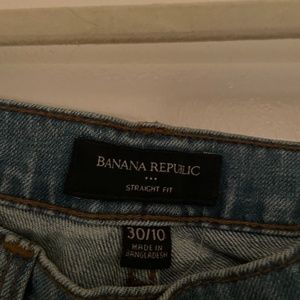 BANANA REPUBLIC
STRAIGHT FIT
30/10
MADE IN
BANGLADESH